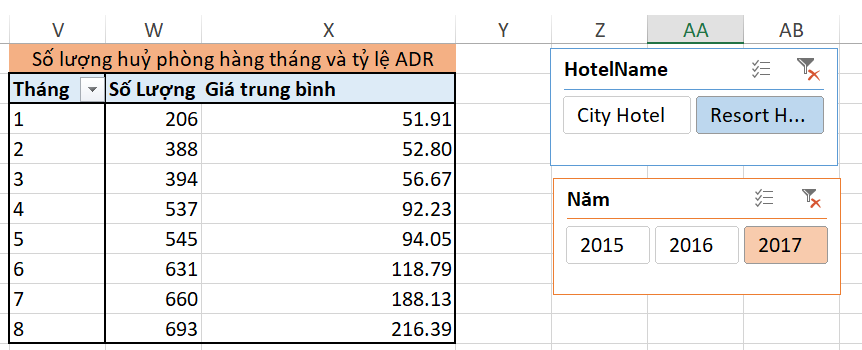 V W X Y Z AA AB
Số lượng huỷ phòng hàng tháng và tỷ lệ ADR
Tháng Số Lượng Giá trung bình
1 206 51.91
2 388 52.80
3 394 56.67
4 537 92.23
5 545 94.05
6 631 118.79
7 660 188.13
8 693 216.39
HotelName
City Hotel Resort H...
Năm
2015 2016 2017